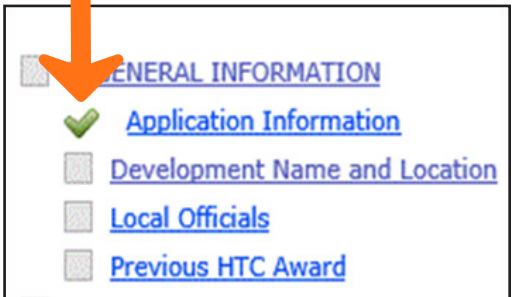 ENERAL INFORMATION
Application Information
Development Name and Location
Local Officials
Previous HTC Award